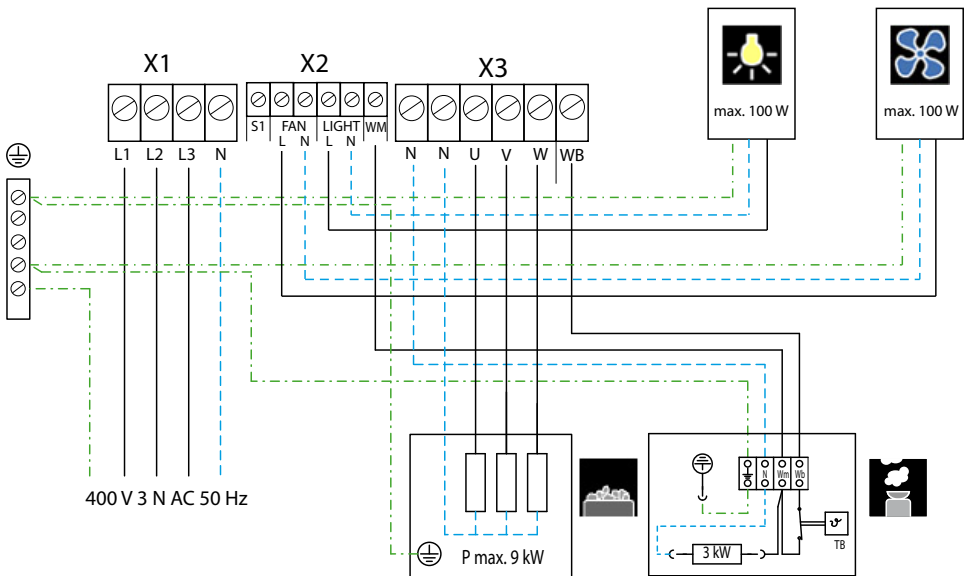 X1
X2
X3
max. 100 W
max. 100 W
S1 FAN LIGHT WM
L N L N
L1 L2 L3 N
N N U V W WB
400 V 3 N AC 50 Hz
P max. 9 kW
N Wm Wb
ϑ
TB
3 kW